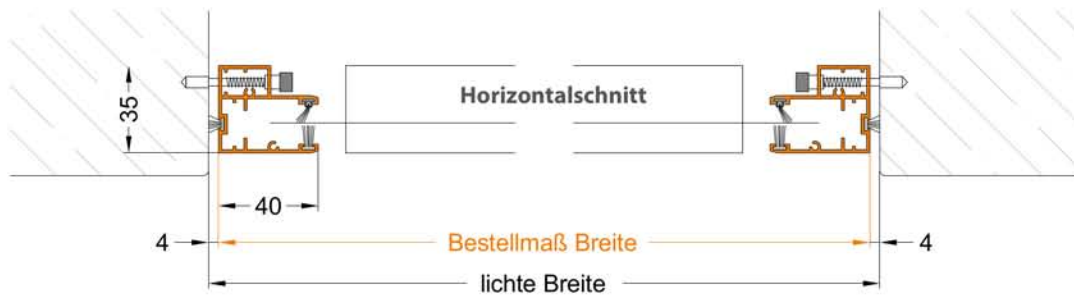 Horizontalschnitt
35
40
4 Bestellmaß Breite 4
lichte Breite